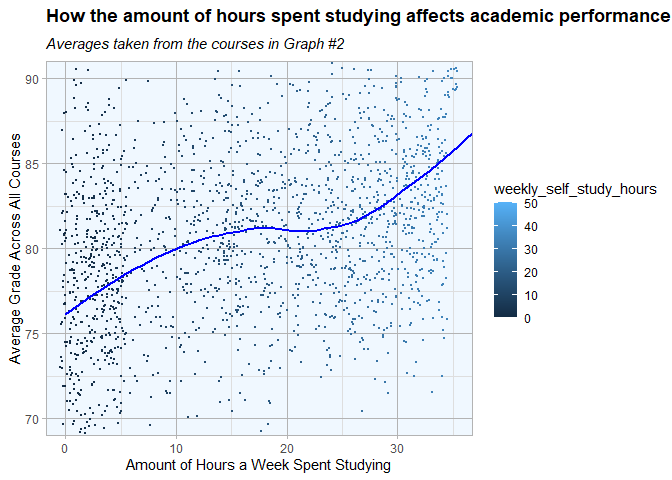 How the amount of hours spent studying affects academic performance
Averages taken from the courses in Graph #2
Average Grade Across All Courses
90
85
80
75
70
0 10 20 30
Amount of Hours a Week Spent Studying
weekly_self_study_hours
50
40
30
20
10
0